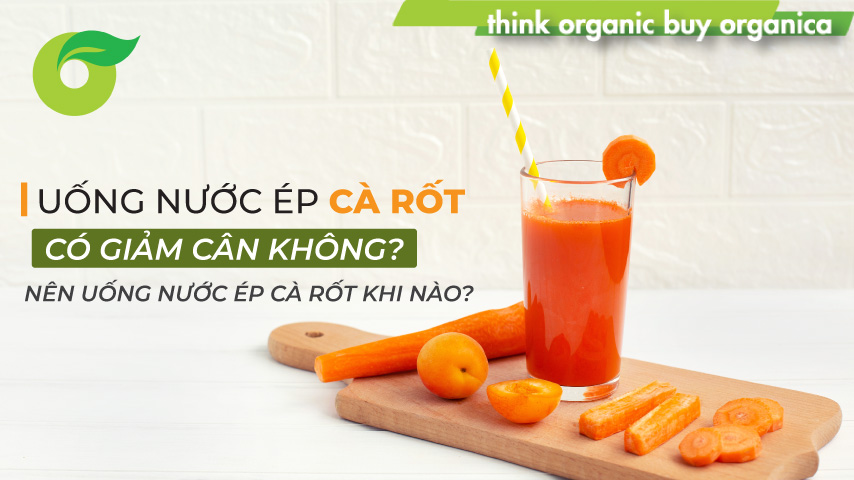 think organic buy organica
UỐNG NƯỚC ÉP CÀ RỐT
CÓ GIẢM CÂN KHÔNG?
NÊN UỐNG NƯỚC ÉP CÀ RỐT KHI NÀO?